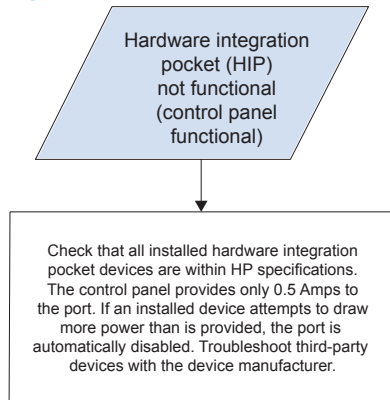 Hardware integration
pocket (HIP)
not functional
(control panel
functional)
Check that all installed hardware integration
pocket devices are within HP specifications.
The control panel provides only 0.5 Amps to
the port. If an installed device attempts to draw
more power than is provided, the port is
automatically disabled. Troubleshoot third-party
devices with the device manufacturer.